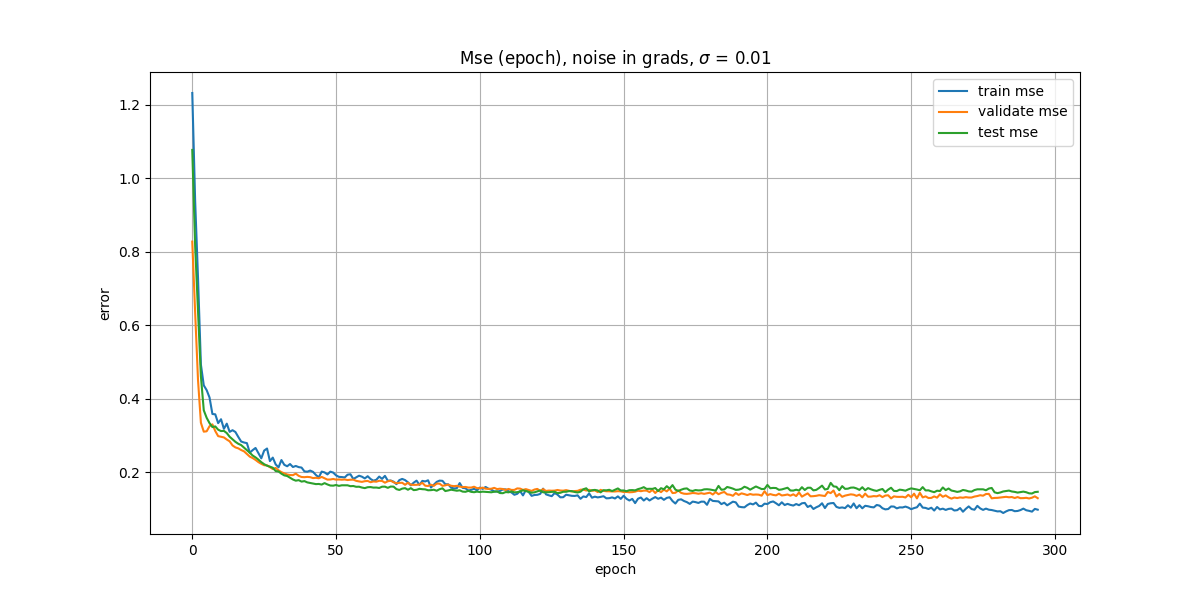 Mse (epoch), noise in grads, σ = 0.01
train mse
validate mse
test mse
error
1.2
1.0
0.8
0.6
0.4
0.2
0 50 100 150 200 250 300
epoch